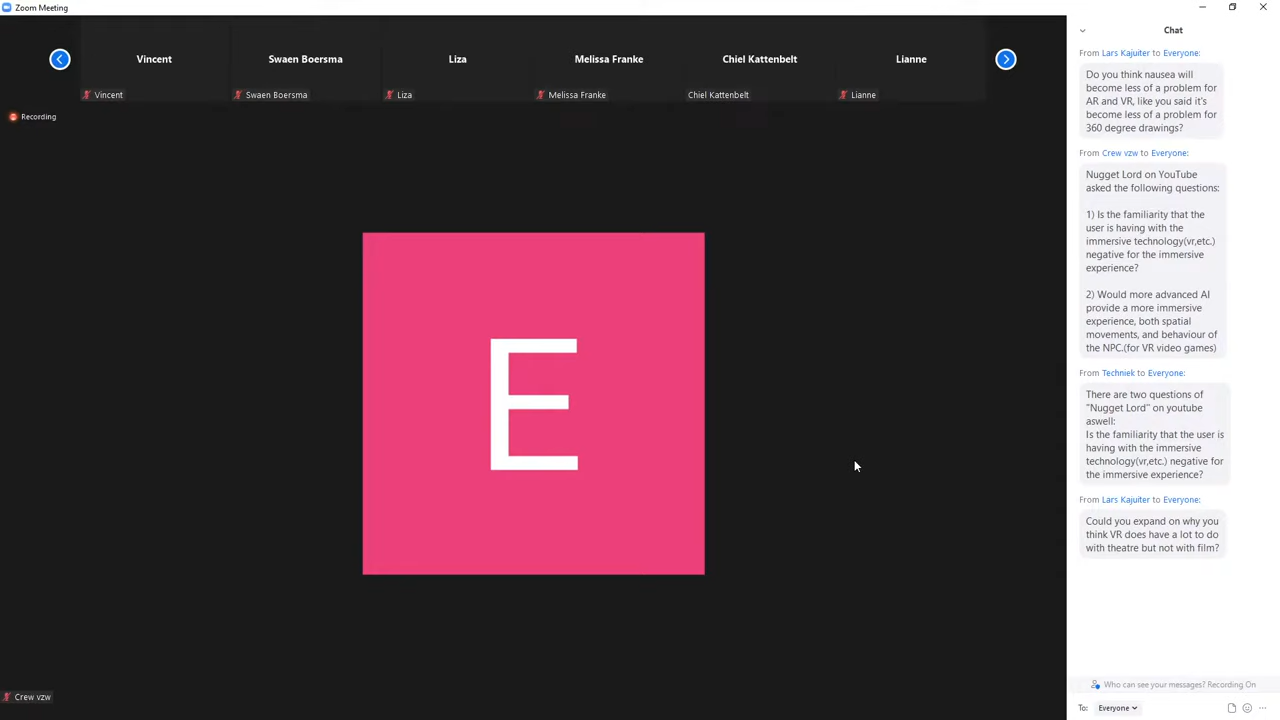 Zoom Meeting
Vincent
Swaen Boersma
Liza
Melissa Franke
Chiel Kattenbelt
Lianne
Vincent
Swaen Boersma
Liza
Melissa Franke
Chiel Kattenbelt
Lianne
Recording
E
Crew vzw
Chat
From Lars Kajuiter to Everyone:
Do you think nausea will
become less of a problem for
AR and VR, like you said it's
become less of a problem for
360 degree drawings?
From Crew vzw to Everyone:
Nugget Lord on YouTube
asked the following questions:
1) Is the familiarity that the
user is having with the
immersive technology(vr,etc.)
negative for the immersive
experience?
2) Would more advanced AI
provide a more immersive
experience, both spatial
movements, and behaviour of
the NPC.(for VR video games)
From Techniek to Everyone:
There are two questions of
"Nugget Lord" on youtube
aswell:
Is the familiarity that the user is
having with the immersive
technology(vr,etc.) negative for
the immersive experience?
From Lars Kajuiter to Everyone:
Could you expand on why you
think VR does have a lot to do
with theatre but not with film?
Who can see your messages? Recording On
To: Everyone